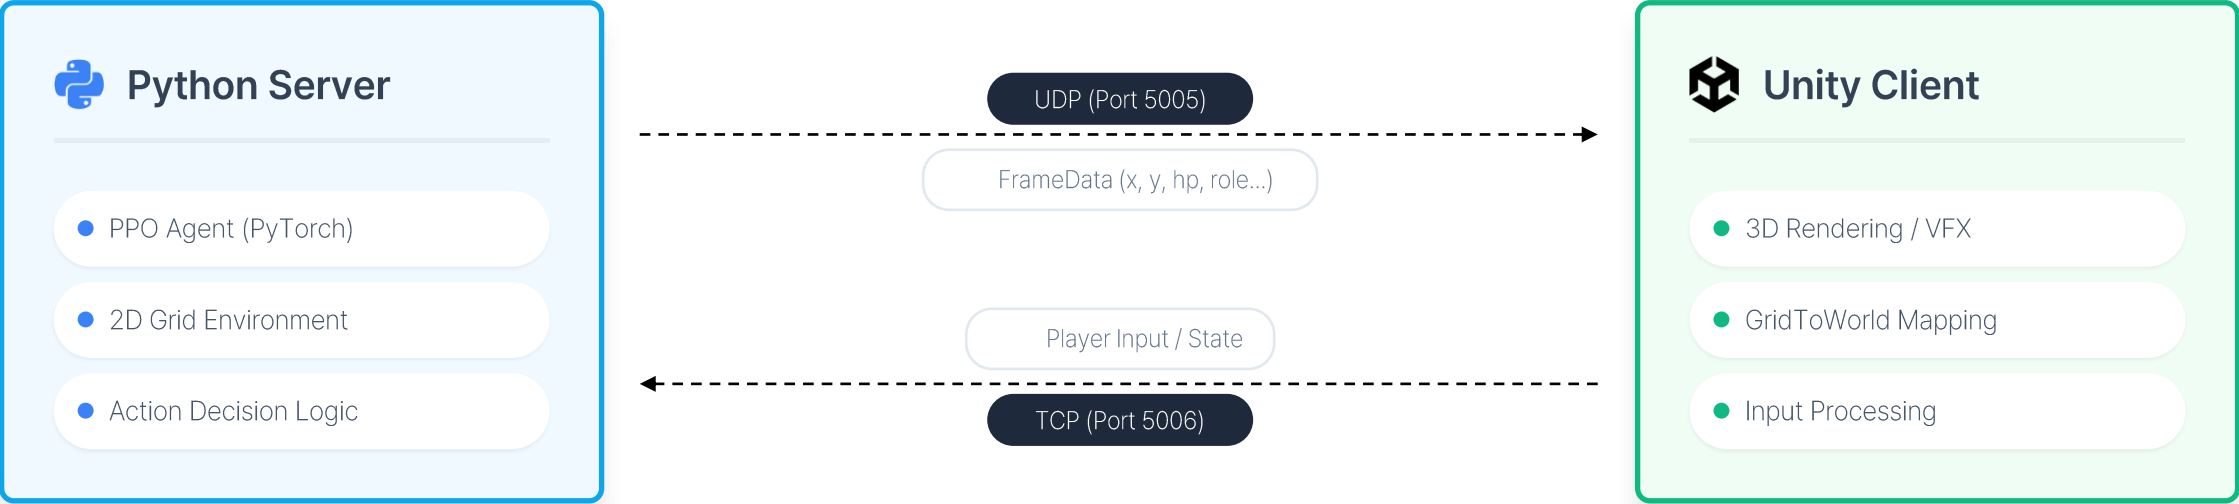 Python Server
PPO Agent (PyTorch)
2D Grid Environment
Action Decision Logic
UDP (Port 5005)
FrameData (x, y, hp, role...)
Player Input / State
TCP (Port 5006)
Unity Client
3D Rendering / VFX
GridToWorld Mapping
Input Processing